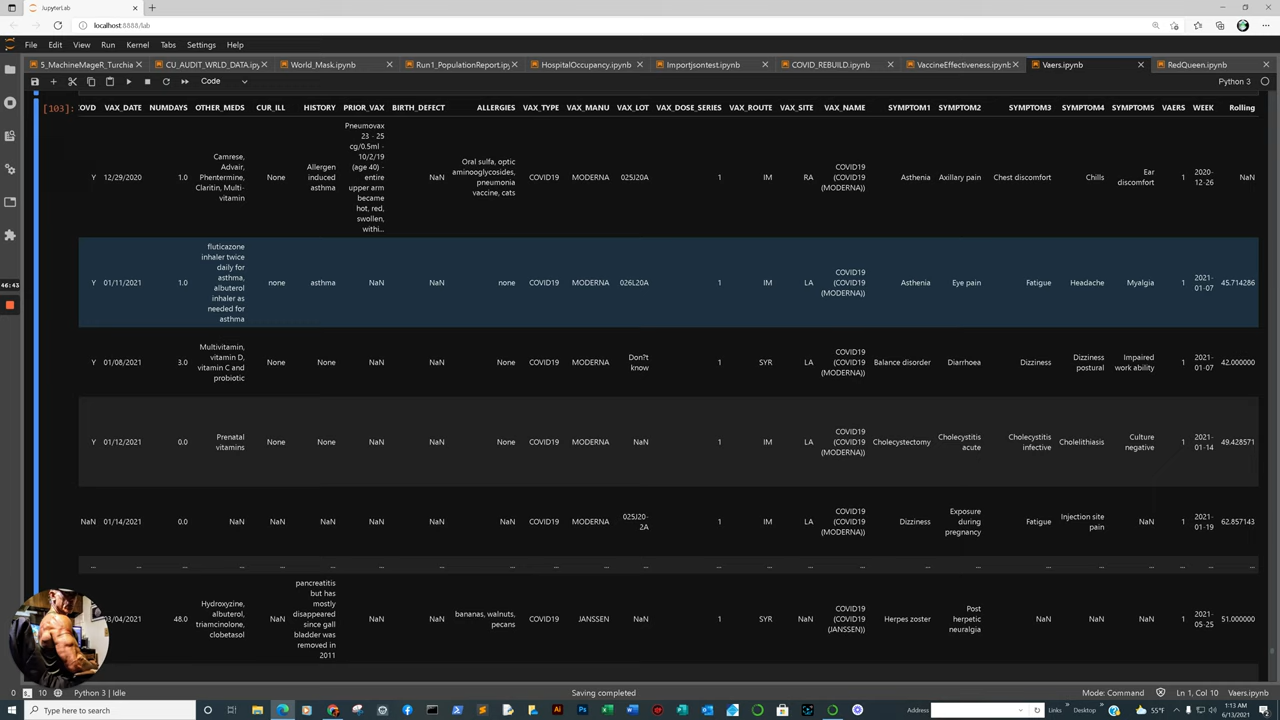 JupyterLab
localhost:8888/lab
File Edit View Run Kernel Tabs Settings Help
5_MachineMageR_Turchia CU_AUDIT_WRLD_DATA.ipy World_Mask.ipynb Run1_PopulationReport.ipy HospitalOccupancy.ipynb Importjsontest.ipynb COVID_REBUILD.ipynb VaccineEffectiveness.ipynb Vaers.ipynb RedQueen.ipynb
Code Python 3
[103]: OVD VAX_DATE NUMDAYS OTHER_MEDS CUR_ILL HISTORY PRIOR_VAX BIRTH_DEFECT ALLERGIES VAX_TYPE VAX_MANU VAX_LOT VAX_DOSE_SERIES VAX_ROUTE VAX_SITE VAX_NAME SYMPTOM1 SYMPTOM2 SYMPTOM3 SYMPTOM4 SYMPTOM5 VAERS WEEK Rolling
Pneumovax
23 - 25
cg/0.5ml -
10/2/19
(age 40) -
entire
upper arm
became
hot, red,
swollen,
withi...
Camrese,
Advair,
Phentermine,
Claritin, Multi-
vitamin
Allergen
induced
asthma
Oral sulfa, optic
aminoglycosides,
pneumonia
vaccine, cats
COVID19
(COVID19
(MODERNA))
Ear
discomfort
2020-
12-26
Y 12/29/2020 1.0 None NaN COVID19 MODERNA 025J20A 1 IM RA Asthenia Axillary pain Chest discomfort Chills 1 NaN
fluticazone
inhaler twice
daily for
asthma,
albuterol
inhaler as
needed for
asthma
COVID19
(COVID19
(MODERNA))
2021-
01-07
Y 01/11/2021 1.0 none asthma NaN NaN none COVID19 MODERNA 026L20A 1 IM LA Asthenia Eye pain Fatigue Headache Myalgia 1 45.714286
Multivitamin,
vitamin D,
vitamin C and
probiotic
Don?t
know
COVID19
(COVID19
(MODERNA))
Dizziness
postural
Impaired
work ability
2021-
01-07
Y 01/08/2021 3.0 None None NaN NaN None COVID19 MODERNA 1 SYR LA Balance disorder Diarrhoea Dizziness 1 42.000000
Prenatal
vitamins
COVID19
(COVID19
(MODERNA))
Cholecystitis
acute
Cholecystitis
infective
Culture
negative
2021-
01-14
Y 01/12/2021 0.0 None None NaN NaN None COVID19 MODERNA NaN 1 IM LA Cholecystectomy Cholelithiasis 1 49.428571
025J20-
2A
COVID19
(COVID19
(MODERNA))
Exposure
during
pregnancy
Injection site
pain
2021-
01-19
NaN 01/14/2021 0.0 NaN NaN NaN NaN NaN NaN COVID19 MODERNA 1 IM LA Dizziness Fatigue NaN 1 62.857143
... ... ... ... ... ... ... ... ... ... ... ... ... ... ... ... ... ... ... ... ... ... ... ...
Hydroxyzine,
albuterol,
triamcinolone,
clobetasol
pancreatitis
but has
mostly
disappeared
since gall
bladder was
removed in
2011
bananas, walnuts,
pecans
COVID19
(COVID19
(JANSSEN))
Post
herpetic
neuralgia
2021-
05-25
03/04/2021 48.0 NaN NaN NaN COVID19 JANSSEN NaN 1 SYR NaN Herpes zoster NaN NaN NaN 1 51.000000
46:43
0 10 Python 3 | Idle Saving completed Mode: Command Ln 1, Col 10 Vaers.ipynb
Type here to search Address Links Desktop 55°F 1:13 AM
6/13/2021